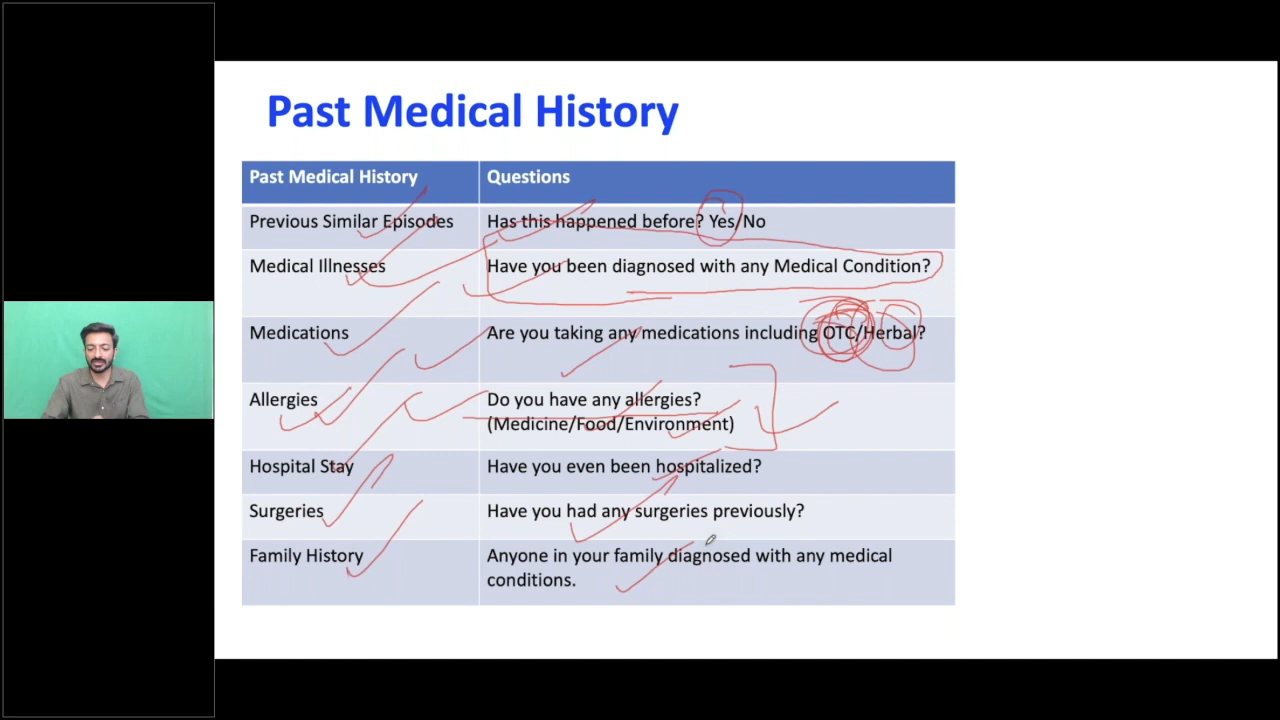 Past Medical History
Past Medical History Questions
Previous Similar Episodes Has this happened before? Yes/No
Medical Illnesses Have you been diagnosed with any Medical Condition?
Medications Are you taking any medications including OTC/Herbal?
Allergies Do you have any allergies?
(Medicine/Food/Environment)
Hospital Stay Have you even been hospitalized?
Surgeries Have you had any surgeries previously?
Family History Anyone in your family diagnosed with any medical
conditions.